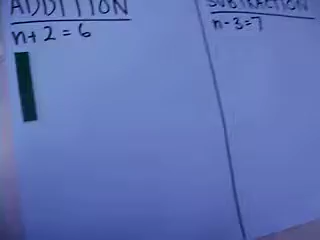 ADDITION
n + 2 = 6
SUBTRACTION
n - 3 = 7